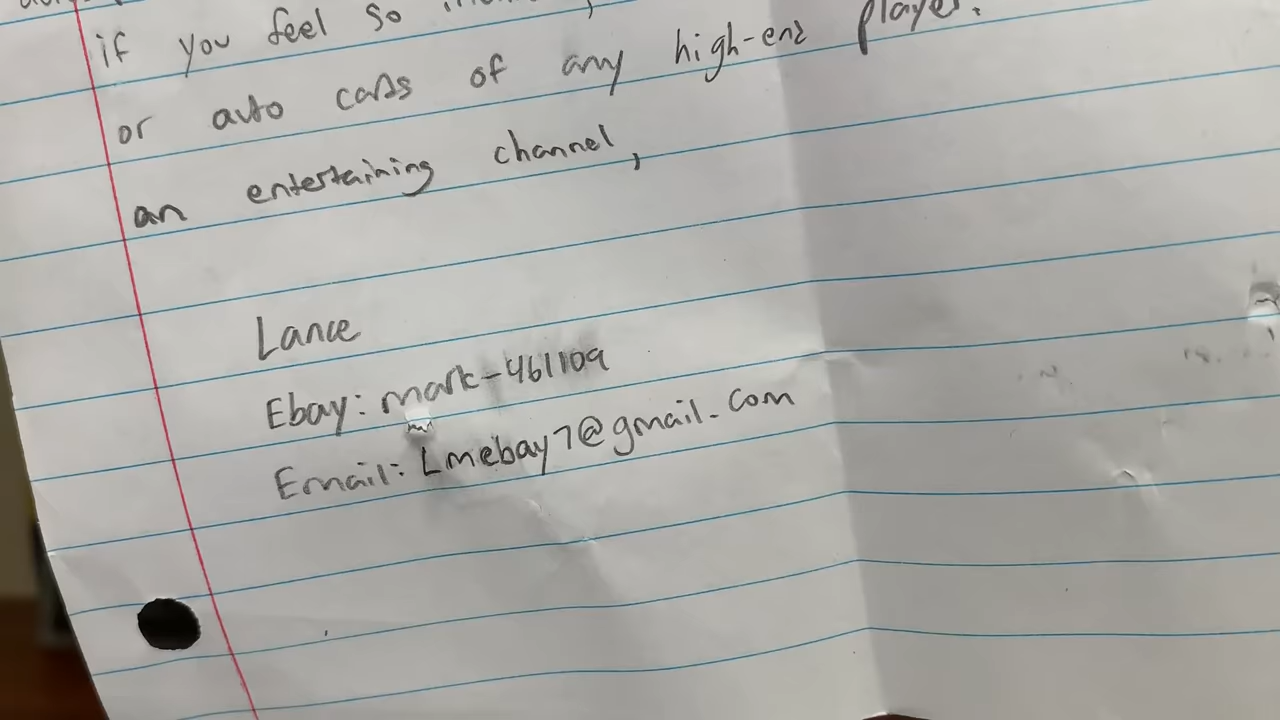 if you feel so
or auto cards of any high-end player.
an entertaining channel,
Lance
Ebay: mark-461109
Email: Lmebay7@gmail.com